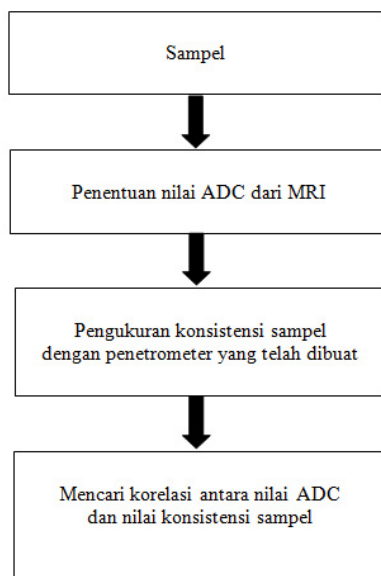 Sampel
Penentuan nilai ADC dari MRI
Pengukuran konsistensi sampel
dengan penetrometer yang telah dibuat
Mencari korelasi antara nilai ADC
dan nilai konsistensi sampel